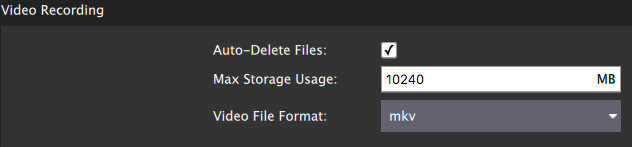 Video Recording
Auto-Delete Files:
Max Storage Usage: 10240 MB
Video File Format: mkv